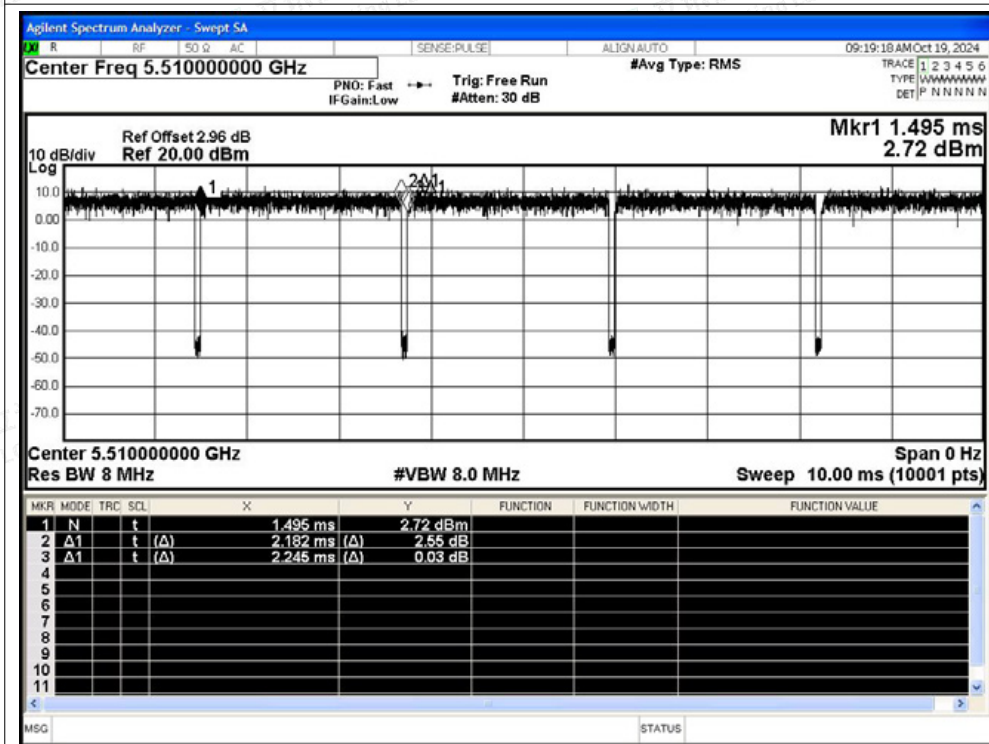 Agilent Spectrum Analyzer - Swept SA
LXI R RF 50 Ω AC SENSE:PULSE ALIGN AUTO 09:19:18 AM Oct 19, 2024
Center Freq 5.510000000 GHz #Avg Type: RMS TRACE 1 2 3 4 5 6
PNO: Fast Trig: Free Run TYPE WWWWWW
IFGain:Low #Atten: 30 dB DET P N N N N N
Mkr1 1.495 ms
Ref Offset 2.96 dB
10 dB/div Ref 20.00 dBm 2.72 dBm
Log
10.0
1
2Δ1
0.00
-10.0
-20.0
-30.0
-40.0
-50.0
-60.0
-70.0
Center 5.510000000 GHz Span 0 Hz
Res BW 8 MHz #VBW 8.0 MHz Sweep 10.00 ms (10001 pts)
MKR MODE TRC SCL X Y FUNCTION FUNCTION WIDTH FUNCTION VALUE
1 N t 1.495 ms 2.72 dBm
2 Δ1 t (Δ) 2.182 ms (Δ) 2.55 dB
3 Δ1 t (Δ) 2.245 ms (Δ) 0.03 dB
4
5
6
7
8
9
10
11
MSG STATUS